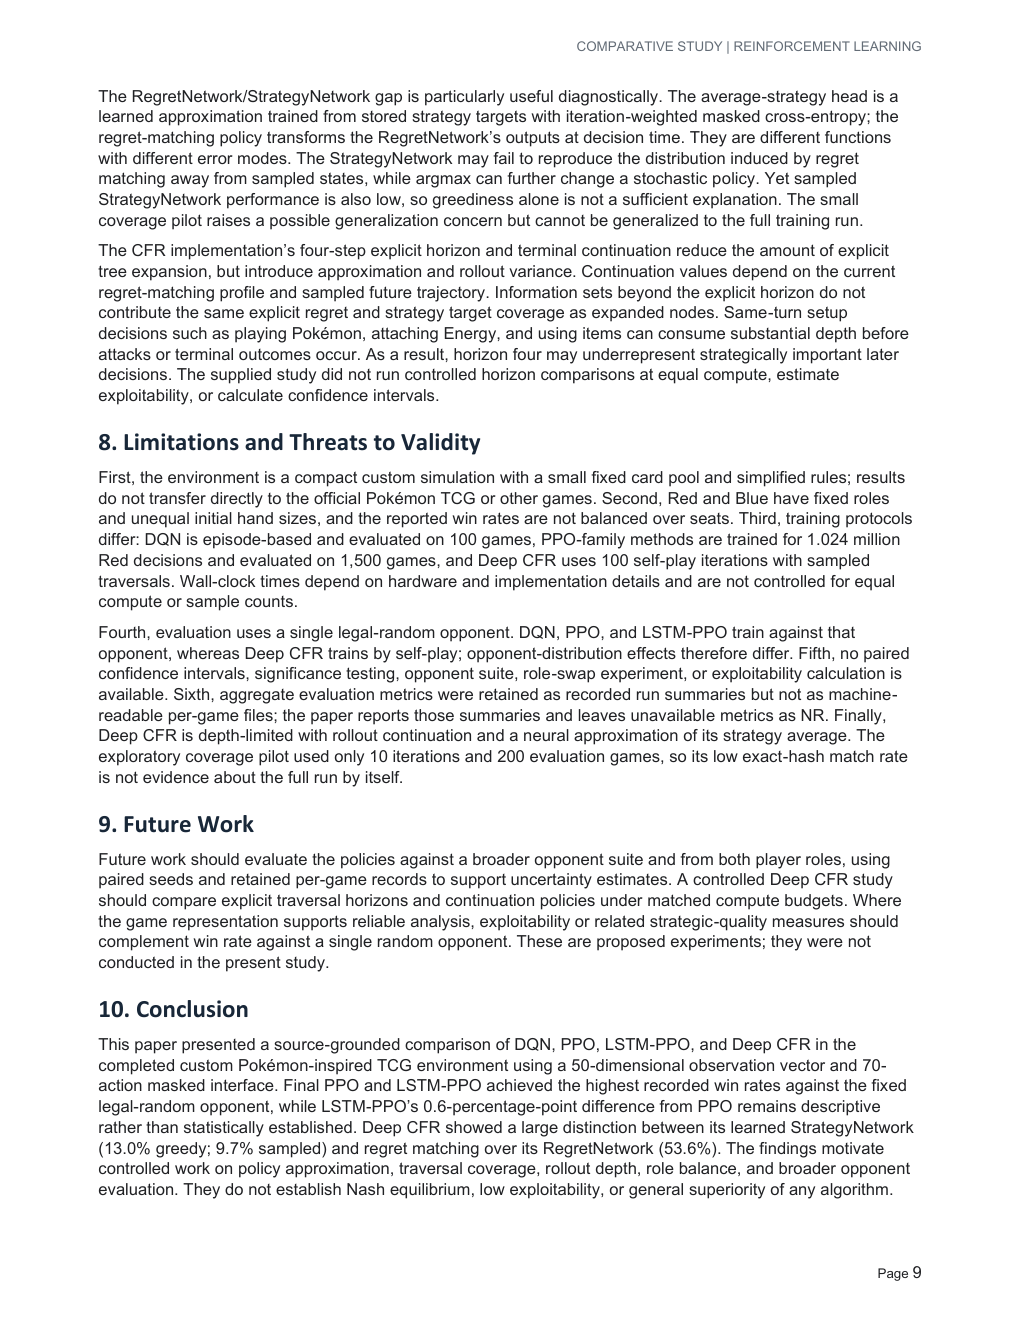 COMPARATIVE STUDY | REINFORCEMENT LEARNING
The RegretNetwork/StrategyNetwork gap is particularly useful diagnostically. The average-strategy head is a
learned approximation trained from stored strategy targets with iteration-weighted masked cross-entropy; the
regret-matching policy transforms the RegretNetwork’s outputs at decision time. They are different functions
with different error modes. The StrategyNetwork may fail to reproduce the distribution induced by regret
matching away from sampled states, while argmax can further change a stochastic policy. Yet sampled
StrategyNetwork performance is also low, so greediness alone is not a sufficient explanation. The small
coverage pilot raises a possible generalization concern but cannot be generalized to the full training run.
The CFR implementation’s four-step explicit horizon and terminal continuation reduce the amount of explicit
tree expansion, but introduce approximation and rollout variance. Continuation values depend on the current
regret-matching profile and sampled future trajectory. Information sets beyond the explicit horizon do not
contribute the same explicit regret and strategy target coverage as expanded nodes. Same-turn setup
decisions such as playing Pokémon, attaching Energy, and using items can consume substantial depth before
attacks or terminal outcomes occur. As a result, horizon four may underrepresent strategically important later
decisions. The supplied study did not run controlled horizon comparisons at equal compute, estimate
exploitability, or calculate confidence intervals.
8. Limitations and Threats to Validity
First, the environment is a compact custom simulation with a small fixed card pool and simplified rules; results
do not transfer directly to the official Pokémon TCG or other games. Second, Red and Blue have fixed roles
and unequal initial hand sizes, and the reported win rates are not balanced over seats. Third, training protocols
differ: DQN is episode-based and evaluated on 100 games, PPO-family methods are trained for 1.024 million
Red decisions and evaluated on 1,500 games, and Deep CFR uses 100 self-play iterations with sampled
traversals. Wall-clock times depend on hardware and implementation details and are not controlled for equal
compute or sample counts.
Fourth, evaluation uses a single legal-random opponent. DQN, PPO, and LSTM-PPO train against that
opponent, whereas Deep CFR trains by self-play; opponent-distribution effects therefore differ. Fifth, no paired
confidence intervals, significance testing, opponent suite, role-swap experiment, or exploitability calculation is
available. Sixth, aggregate evaluation metrics were retained as recorded run summaries but not as machine-
readable per-game files; the paper reports those summaries and leaves unavailable metrics as NR. Finally,
Deep CFR is depth-limited with rollout continuation and a neural approximation of its strategy average. The
exploratory coverage pilot used only 10 iterations and 200 evaluation games, so its low exact-hash match rate
is not evidence about the full run by itself.
9. Future Work
Future work should evaluate the policies against a broader opponent suite and from both player roles, using
paired seeds and retained per-game records to support uncertainty estimates. A controlled Deep CFR study
should compare explicit traversal horizons and continuation policies under matched compute budgets. Where
the game representation supports reliable analysis, exploitability or related strategic-quality measures should
complement win rate against a single random opponent. These are proposed experiments; they were not
conducted in the present study.
10. Conclusion
This paper presented a source-grounded comparison of DQN, PPO, LSTM-PPO, and Deep CFR in the
completed custom Pokémon-inspired TCG environment using a 50-dimensional observation vector and 70-
action masked interface. Final PPO and LSTM-PPO achieved the highest recorded win rates against the fixed
legal-random opponent, while LSTM-PPO’s 0.6-percentage-point difference from PPO remains descriptive
rather than statistically established. Deep CFR showed a large distinction between its learned StrategyNetwork
(13.0% greedy; 9.7% sampled) and regret matching over its RegretNetwork (53.6%). The findings motivate
controlled work on policy approximation, traversal coverage, rollout depth, role balance, and broader opponent
evaluation. They do not establish Nash equilibrium, low exploitability, or general superiority of any algorithm.
Page 9